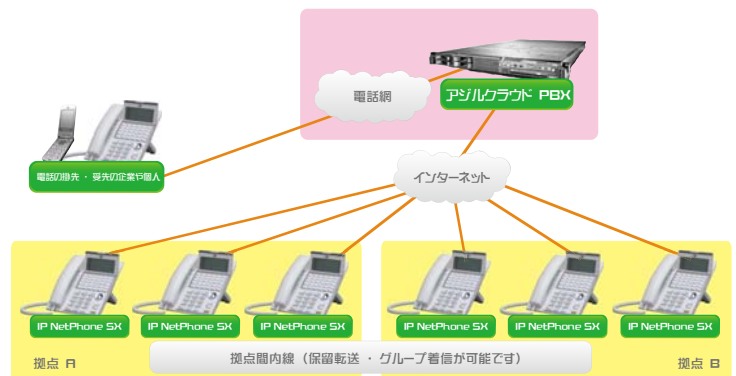 電話網
アジルクラウド PBX
電話の掛先 ・ 受先の企業や個人
インターネット
IP NetPhone SX
IP NetPhone SX
IP NetPhone SX
IP NetPhone SX
IP NetPhone SX
IP NetPhone SX
拠点 A
拠点間内線（保留転送 ・ グループ着信が可能です）
拠点 B